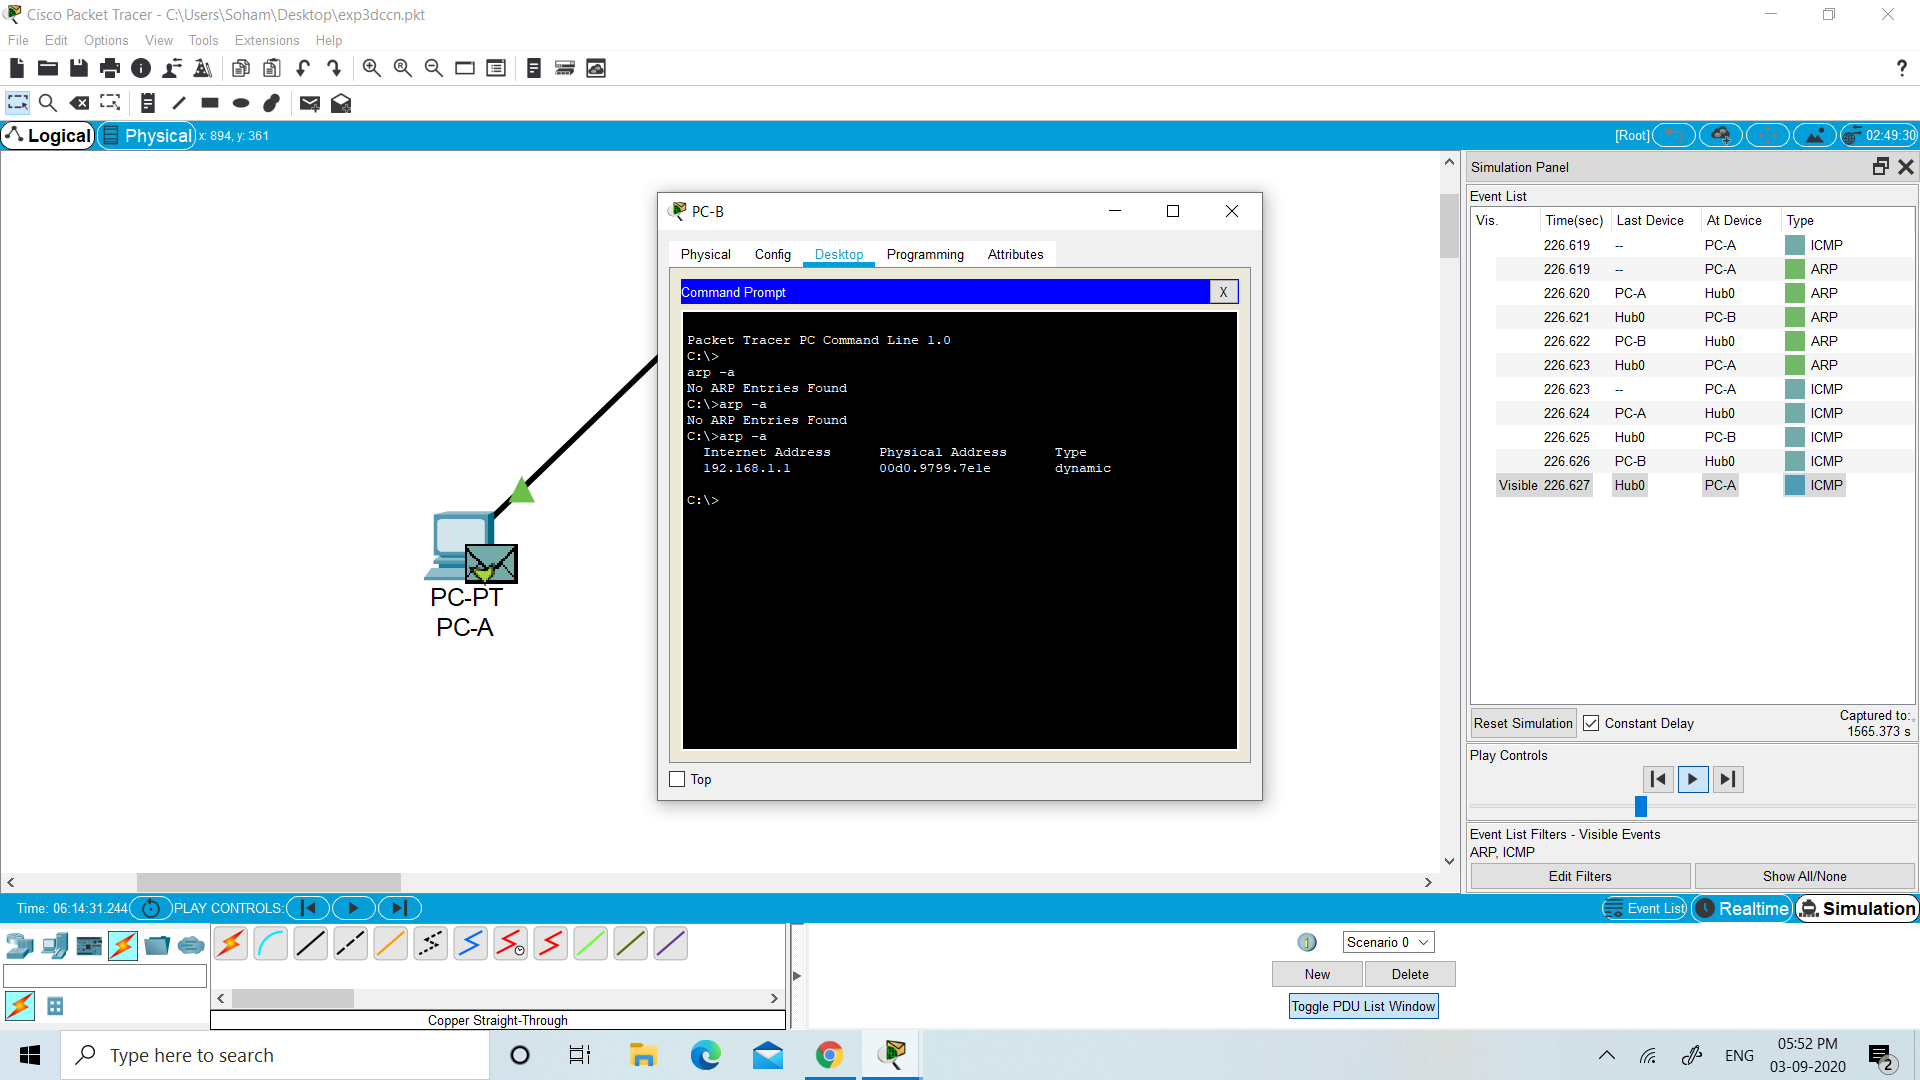 Cisco Packet Tracer - C:\Users\Soham\Desktop\exp3dccn.pkt
File Edit Options View Tools Extensions Help
?
Logical Physical x: 894, y: 361 [Root] 02:49:30
PC-PT
PC-A
PC-B
Physical Config Desktop Programming Attributes
Command Prompt X
Packet Tracer PC Command Line 1.0
C:\>
arp -a
No ARP Entries Found
C:\>arp -a
No ARP Entries Found
C:\>arp -a
Internet Address Physical Address Type
192.168.1.1 00d0.9799.7e1e dynamic
C:\>
Top
Simulation Panel
Event List
Vis. Time(sec) Last Device At Device Type
226.619 -- PC-A ICMP
226.619 -- PC-A ARP
226.620 PC-A Hub0 ARP
226.621 Hub0 PC-B ARP
226.622 PC-B Hub0 ARP
226.623 Hub0 PC-A ARP
226.623 -- PC-A ICMP
226.624 PC-A Hub0 ICMP
226.625 Hub0 PC-B ICMP
226.626 PC-B Hub0 ICMP
Visible 226.627 Hub0 PC-A ICMP
Reset Simulation Constant Delay Captured to:
1565.373 s
Play Controls
Event List Filters - Visible Events
ARP, ICMP
Edit Filters Show All/None
Time: 06:14:31.244 PLAY CONTROLS: Event List Realtime Simulation
Scenario 0
New Delete
Toggle PDU List Window
Copper Straight-Through
Type here to search
ENG
05:52 PM
03-09-2020
2